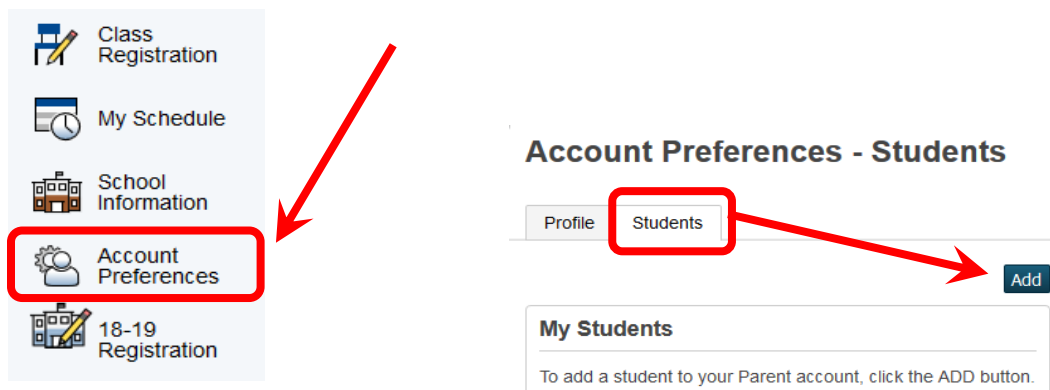 Class
Registration
My Schedule
School
Information
Account
Preferences
18-19
Registration
Account Preferences - Students
Profile
Students
Add
My Students
To add a student to your Parent account, click the ADD button.